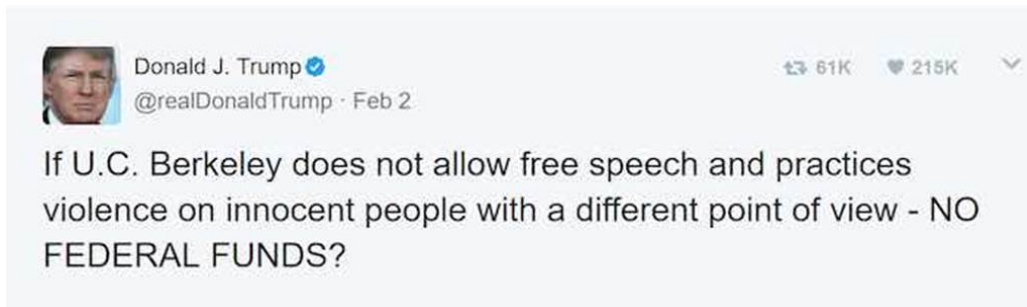 Donald J. Trump 61K 215K
@realDonaldTrump · Feb 2
If U.C. Berkeley does not allow free speech and practices
violence on innocent people with a different point of view - NO
FEDERAL FUNDS?